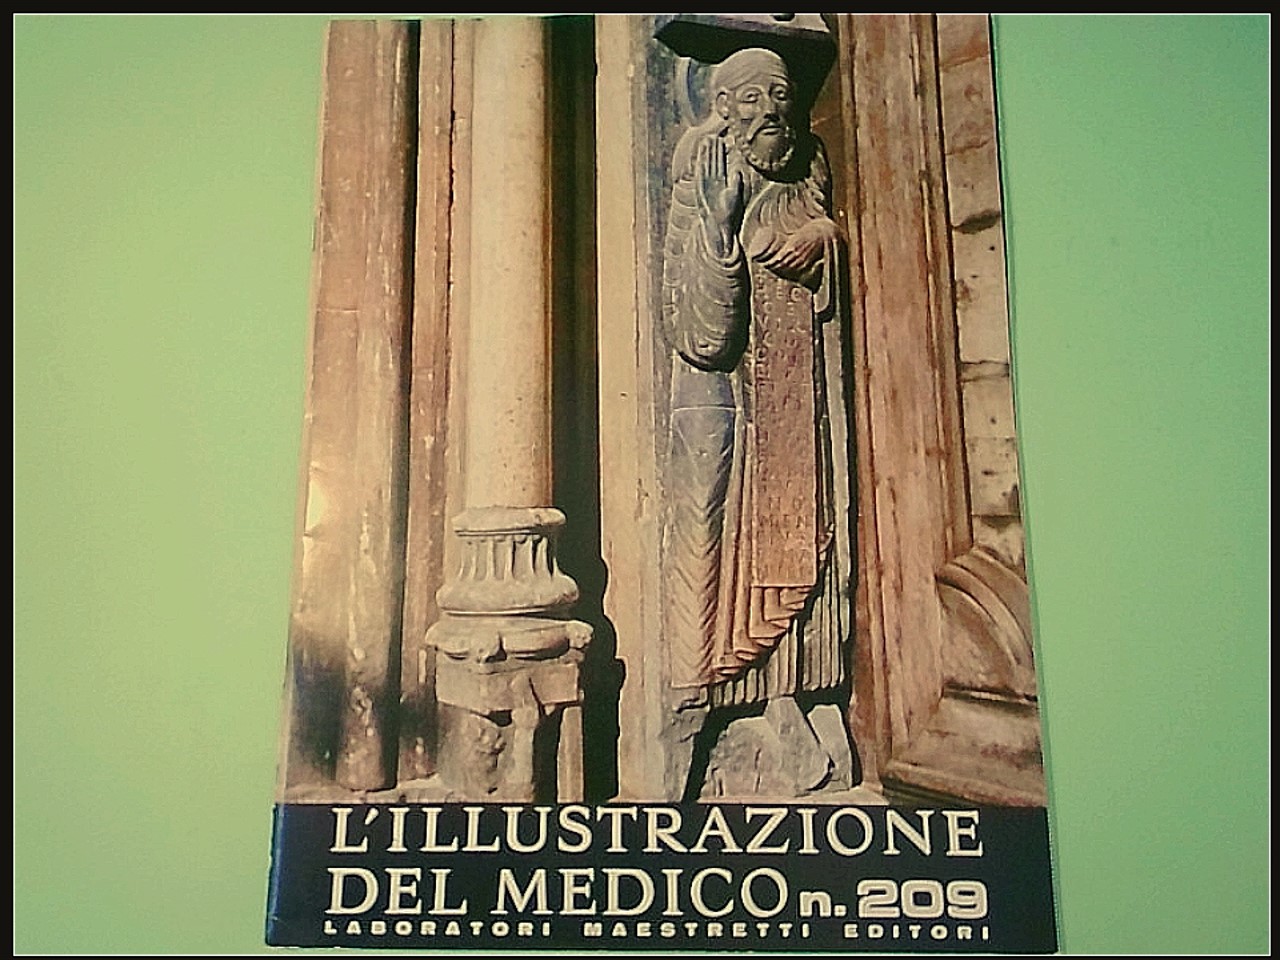 L'ILLUSTRAZIONE
DEL MEDICO n. 209
LABORATORI MAESTRETTI EDITORI